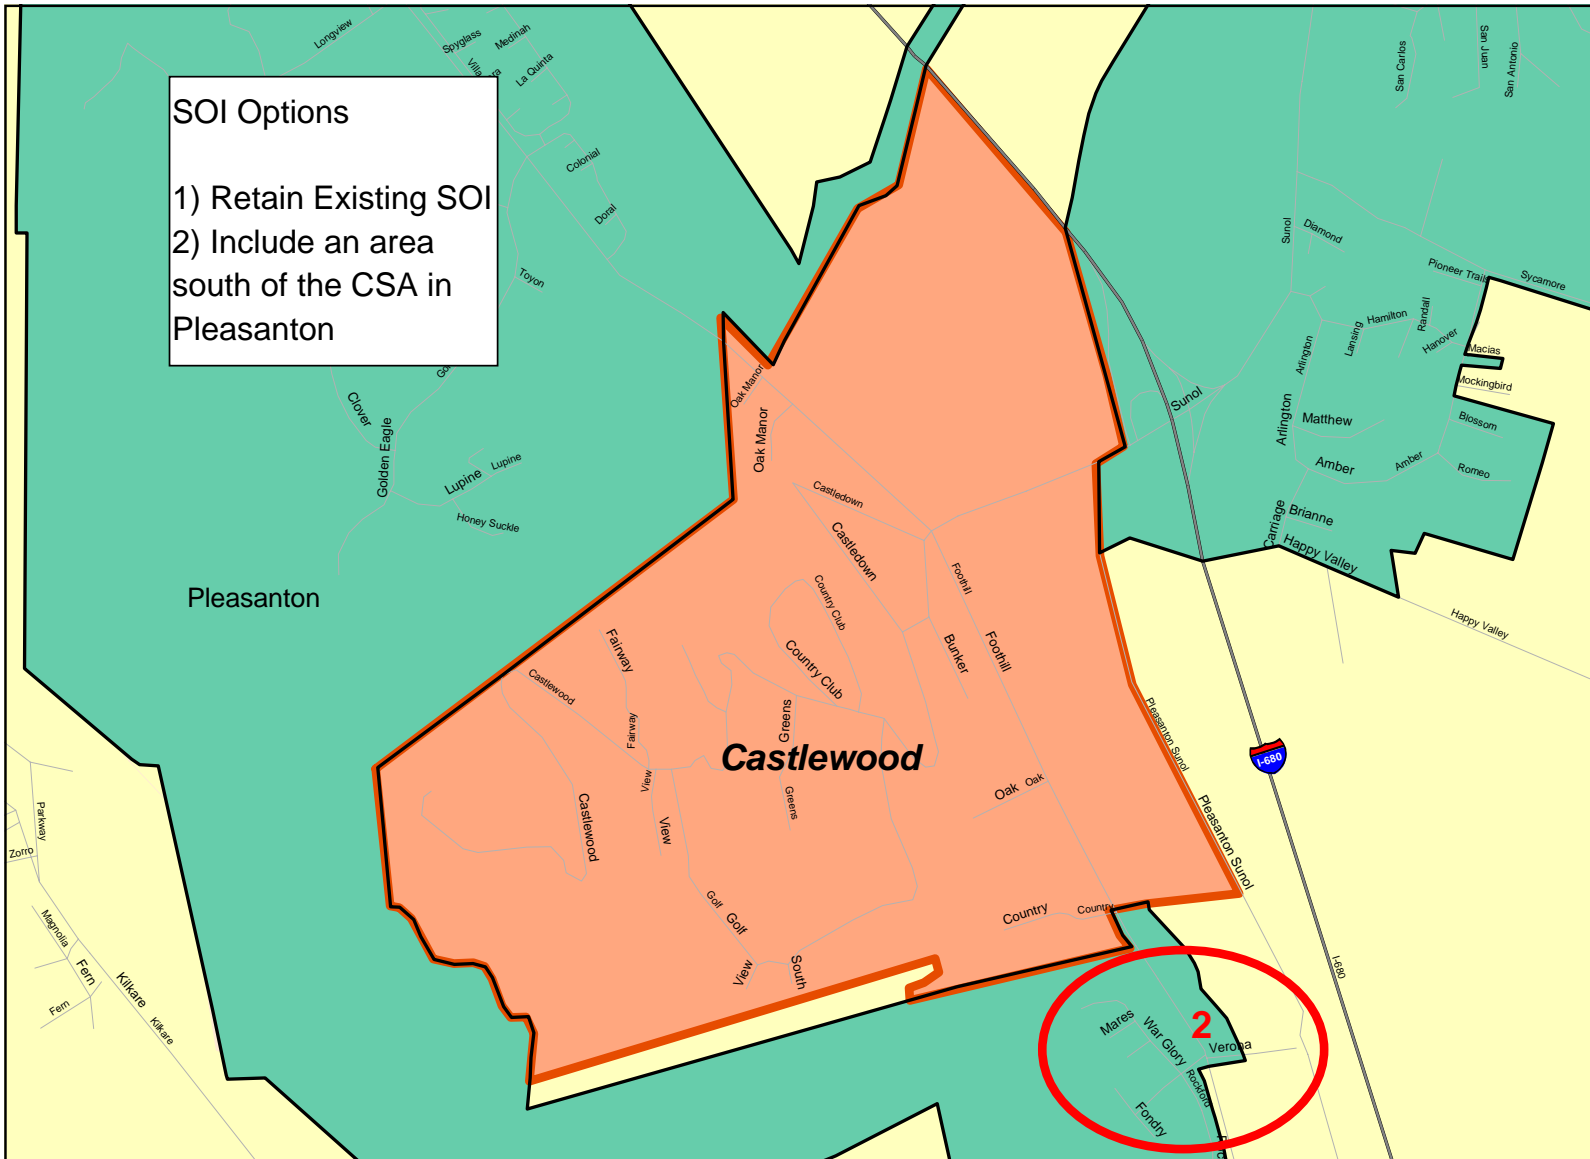 Longview
Spyglass
Medinah
La Quinta
San Carlos
San Juan
San Antonio
SOI Options
1) Retain Existing SOI
2) Include an area
south of the CSA in
Pleasanton
Colonial
Doral
Toyon
Sunol
Diamond
Pioneer Trails
Sycamore
Hamilton
Randall
Lansing
Hanover
Arlington
Macias
Mockingbird
Blossom
Romeo
Oak Manor
Oak Manor
Sunol
Arlington
Matthew
Amber
Amber
Carriage
Brianne
Happy Valley
Happy Valley
Clover
Golden Eagle
Lupine
Lupine
Honey Suckle
Pleasanton
Castledown
Castledown
Foothill
Foothill
Country Club
Country Club
Bunker
Fairway
Fairway
Castlewood
Castlewood
Greens
Greens
Castlewood
View
View
Oak
Oak
Pleasanton Sunol
Pleasanton Sunol
I-680
I-680
Parkway
Zorro
Magnolia
Fern
Fern
Kilkare
Kilkare
Golf
Golf
View
South
Country
Country
2
Mares
War Glory
Verona
Rockford
Fondry